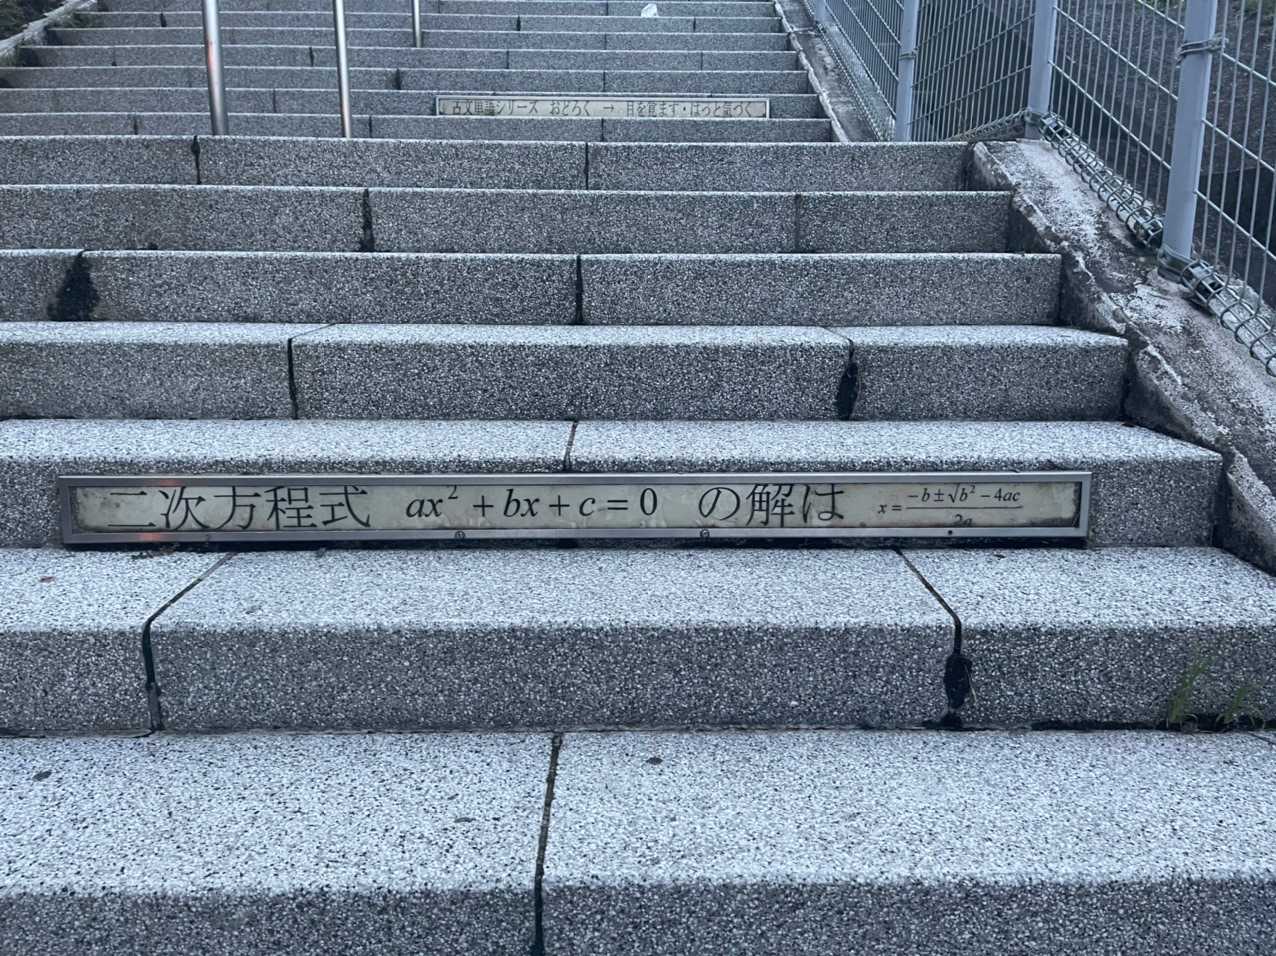 古文単語シリーズ おどろく → 目を覚ます・はっと気づく
二次方程式 ax²+bx+c=0 の解は x=(-b±√(b²-4ac))/2a